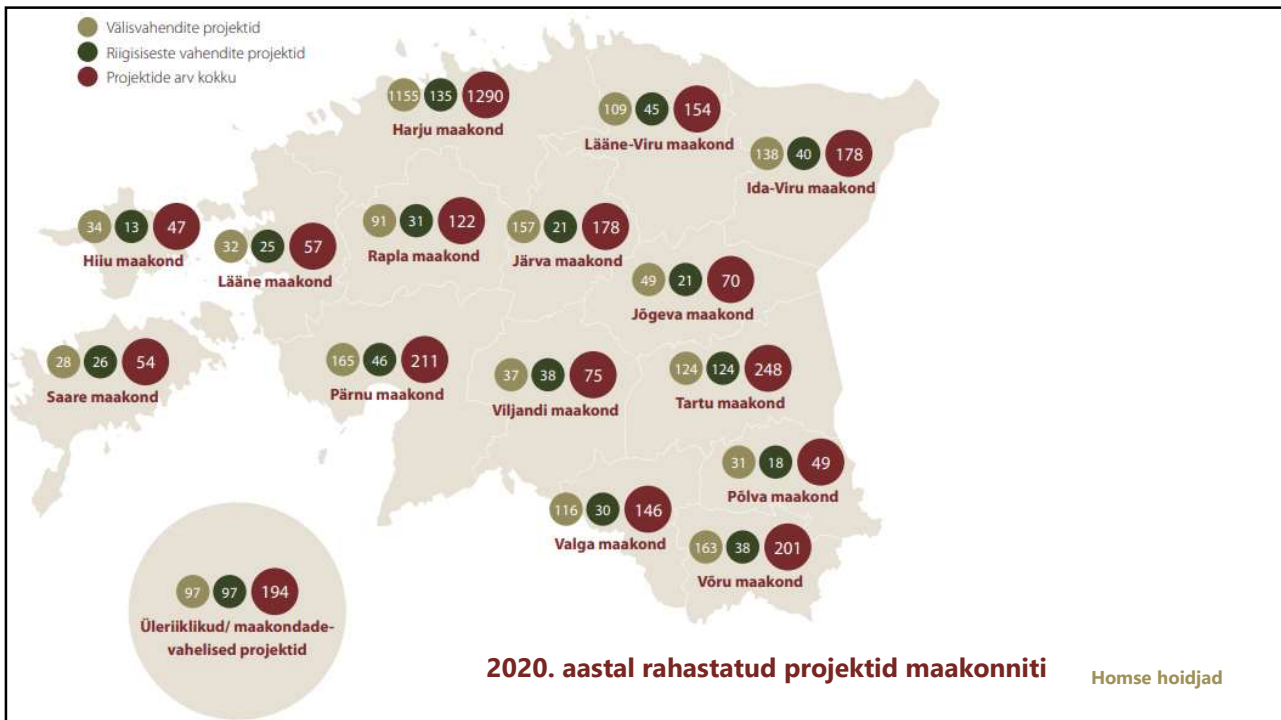 Välisvahendite projektid
Riigisiseste vahendite projektid
Projektide arv kokku
1155 135 1290
Harju maakond
109 45 154
Lääne-Viru maakond
138 40 178
Ida-Viru maakond
34 13 47
Hiiu maakond
32 25 57
Lääne maakond
91 31 122
Rapla maakond
157 21 178
Järva maakond
49 21 70
Jõgeva maakond
28 26 54
Saare maakond
165 46 211
Pärnu maakond
37 38 75
Viljandi maakond
124 124 248
Tartu maakond
31 18 49
Põlva maakond
116 30 146
Valga maakond
163 38 201
Võru maakond
97 97 194
Üleriiklikud/ maakondade-
vahelised projektid
2020. aastal rahastatud projektid maakonniti
Homse hoidjad